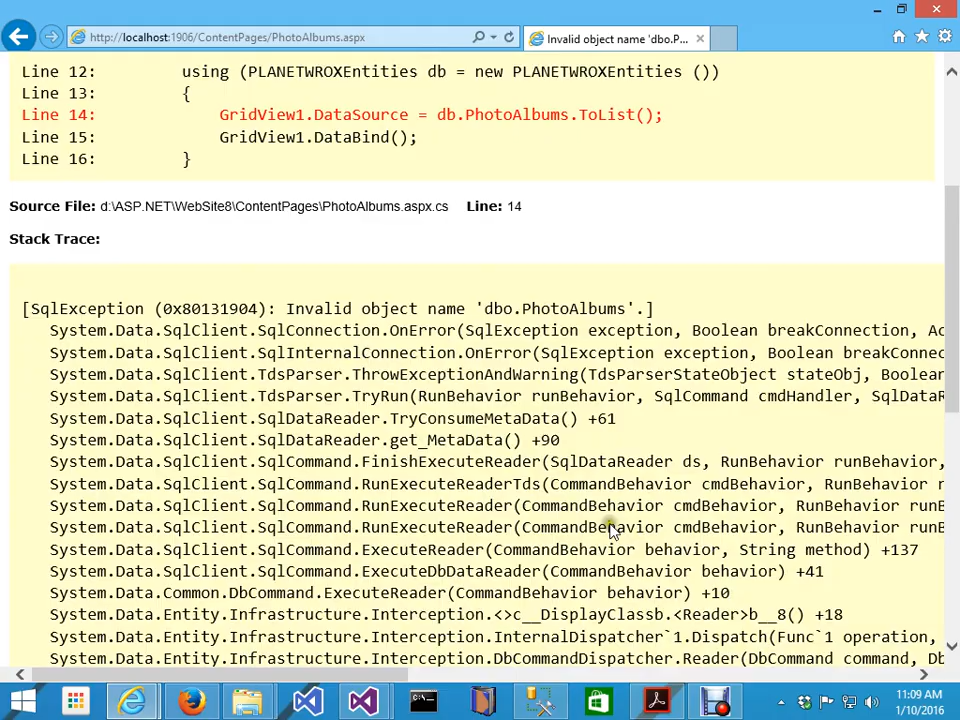 http://localhost:1906/ContentPages/PhotoAlbums.aspx
Invalid object name 'dbo.P...
Line 12: using (PLANETWROXEntities db = new PLANETWROXEntities ())
Line 13: {
Line 14: GridView1.DataSource = db.PhotoAlbums.ToList();
Line 15: GridView1.DataBind();
Line 16: }
Source File: d:\ASP.NET\WebSite8\ContentPages\PhotoAlbums.aspx.cs Line: 14
Stack Trace:
[SqlException (0x80131904): Invalid object name 'dbo.PhotoAlbums'.]
System.Data.SqlClient.SqlConnection.OnError(SqlException exception, Boolean breakConnection, Ac
System.Data.SqlClient.SqlInternalConnection.OnError(SqlException exception, Boolean breakConnec
System.Data.SqlClient.TdsParser.ThrowExceptionAndWarning(TdsParserStateObject stateObj, Boolean
System.Data.SqlClient.TdsParser.TryRun(RunBehavior runBehavior, SqlCommand cmdHandler, SqlDataR
System.Data.SqlClient.SqlDataReader.TryConsumeMetaData() +61
System.Data.SqlClient.SqlDataReader.get_MetaData() +90
System.Data.SqlClient.SqlCommand.FinishExecuteReader(SqlDataReader ds, RunBehavior runBehavior,
System.Data.SqlClient.SqlCommand.RunExecuteReaderTds(CommandBehavior cmdBehavior, RunBehavior r
System.Data.SqlClient.SqlCommand.RunExecuteReader(CommandBehavior cmdBehavior, RunBehavior runB
System.Data.SqlClient.SqlCommand.RunExecuteReader(CommandBehavior cmdBehavior, RunBehavior runB
System.Data.SqlClient.SqlCommand.ExecuteReader(CommandBehavior behavior, String method) +137
System.Data.SqlClient.SqlCommand.ExecuteDbDataReader(CommandBehavior behavior) +41
System.Data.Common.DbCommand.ExecuteReader(CommandBehavior behavior) +10
System.Data.Entity.Infrastructure.Interception.<>c__DisplayClassb.<Reader>b__8() +18
System.Data.Entity.Infrastructure.Interception.InternalDispatcher`1.Dispatch(Func`1 operation,
System.Data.Entity.Infrastructure.Interception.DbCommandDispatcher.Reader(DbCommand command, Db
11:09 AM
1/10/2016